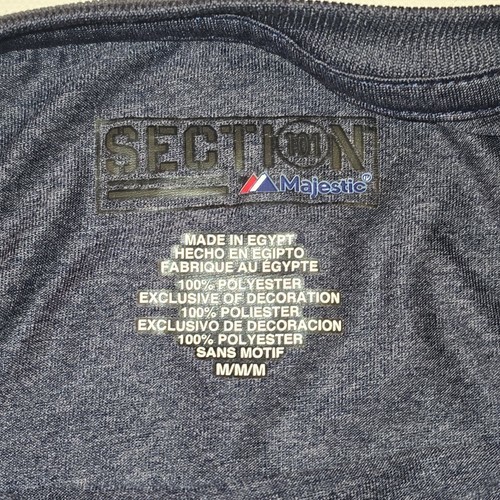 SECTION
101
Majestic
MADE IN EGYPT
HECHO EN EGIPTO
FABRIQUE AU ÉGYPTE
100% POLYESTER
EXCLUSIVE OF DECORATION
100% POLIESTER
EXCLUSIVO DE DECORACION
100% POLYESTER
SANS MOTIF
M/M/M